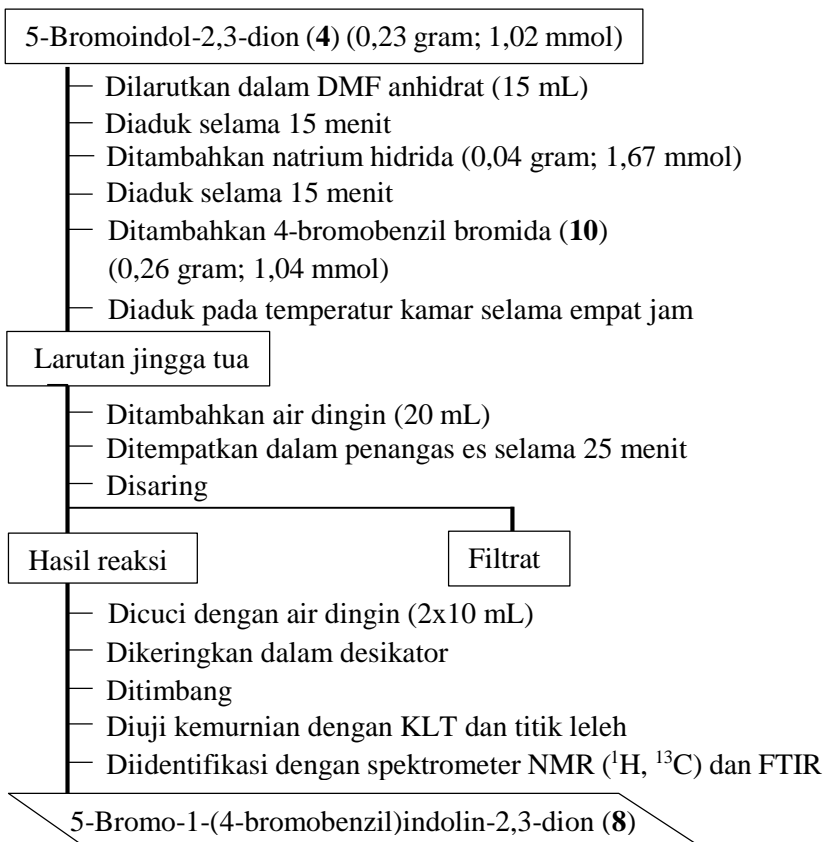 5-Bromoindol-2,3-dion (4) (0,23 gram; 1,02 mmol)
Dilarutkan dalam DMF anhidrat (15 mL)
Diaduk selama 15 menit
Ditambahkan natrium hidrida (0,04 gram; 1,67 mmol)
Diaduk selama 15 menit
Ditambahkan 4-bromobenzil bromida (10)
(0,26 gram; 1,04 mmol)
Diaduk pada temperatur kamar selama empat jam
Larutan jingga tua
Ditambahkan air dingin (20 mL)
Ditempatkan dalam penangas es selama 25 menit
Disaring
Hasil reaksi
Filtrat
Dicuci dengan air dingin (2x10 mL)
Dikeringkan dalam desikator
Ditimbang
Diuji kemurnian dengan KLT dan titik leleh
Diidentifikasi dengan spektrometer NMR (¹H, ¹³C) dan FTIR
5-Bromo-1-(4-bromobenzil)indolin-2,3-dion (8)